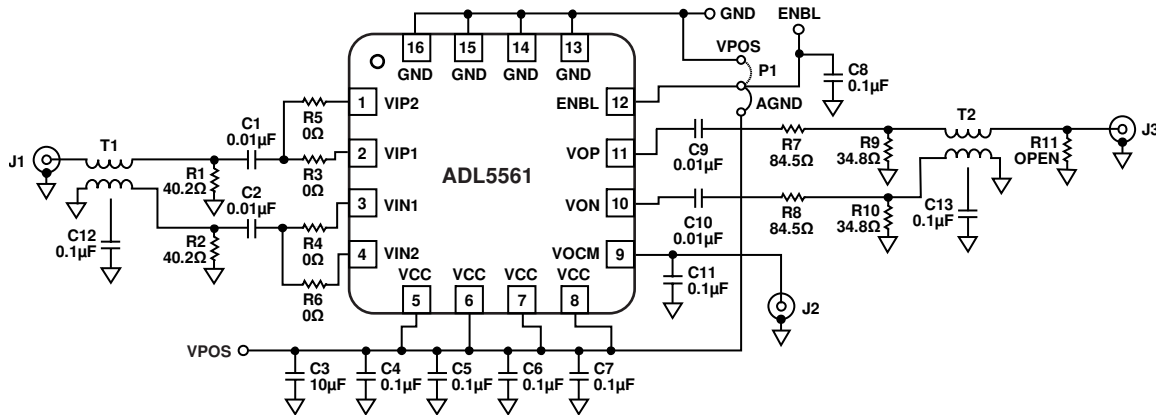 GND
ENBL
16
15
14
13
GND
GND
GND
GND
VPOS
P1
AGND
C8
0.1µF
1
VIP2
ENBL
12
2
VIP1
VOP
11
ADL5561
3
VIN1
VON
10
4
VIN2
VOCM
9
VCC
VCC
VCC
VCC
5
6
7
8
J1
T1
C1
0.01µF
R5
0Ω
R3
0Ω
R1
40.2Ω
C2
0.01µF
R4
0Ω
R2
40.2Ω
C12
0.1µF
R6
0Ω
C9
0.01µF
R7
84.5Ω
R9
34.8Ω
T2
R11
OPEN
J3
C10
0.01µF
R8
84.5Ω
R10
34.8Ω
C13
0.1µF
C11
0.1µF
J2
VPOS
C3
10µF
C4
0.1µF
C5
0.1µF
C6
0.1µF
C7
0.1µF